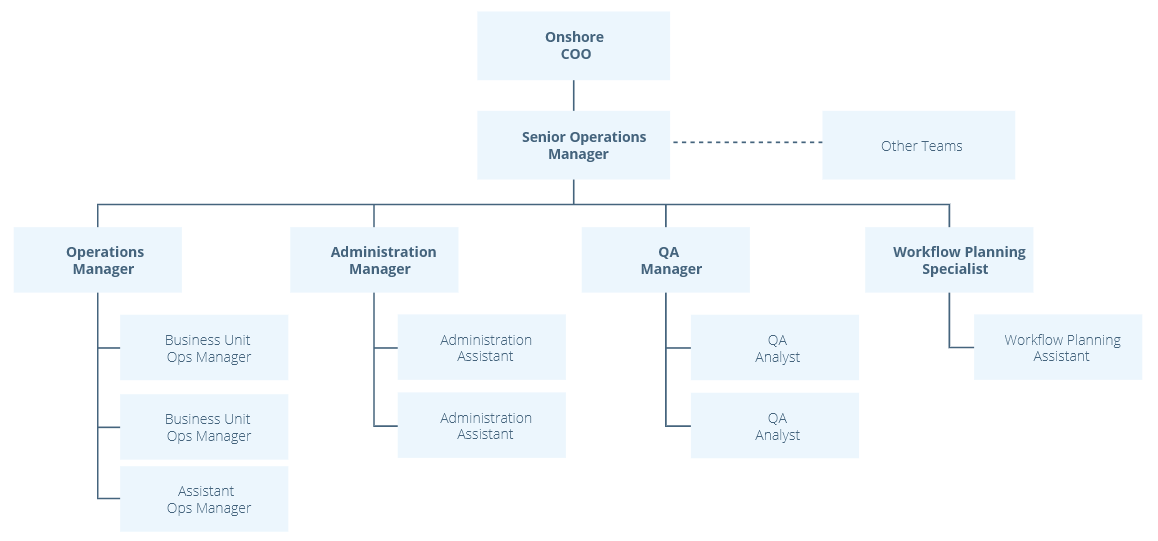 Onshore
COO
Senior Operations
Manager
Other Teams
Operations
Manager
Administration
Manager
QA
Manager
Workflow Planning
Specialist
Business Unit
Ops Manager
Administration
Assistant
QA
Analyst
Workflow Planning
Assistant
Business Unit
Ops Manager
Administration
Assistant
QA
Analyst
Assistant
Ops Manager